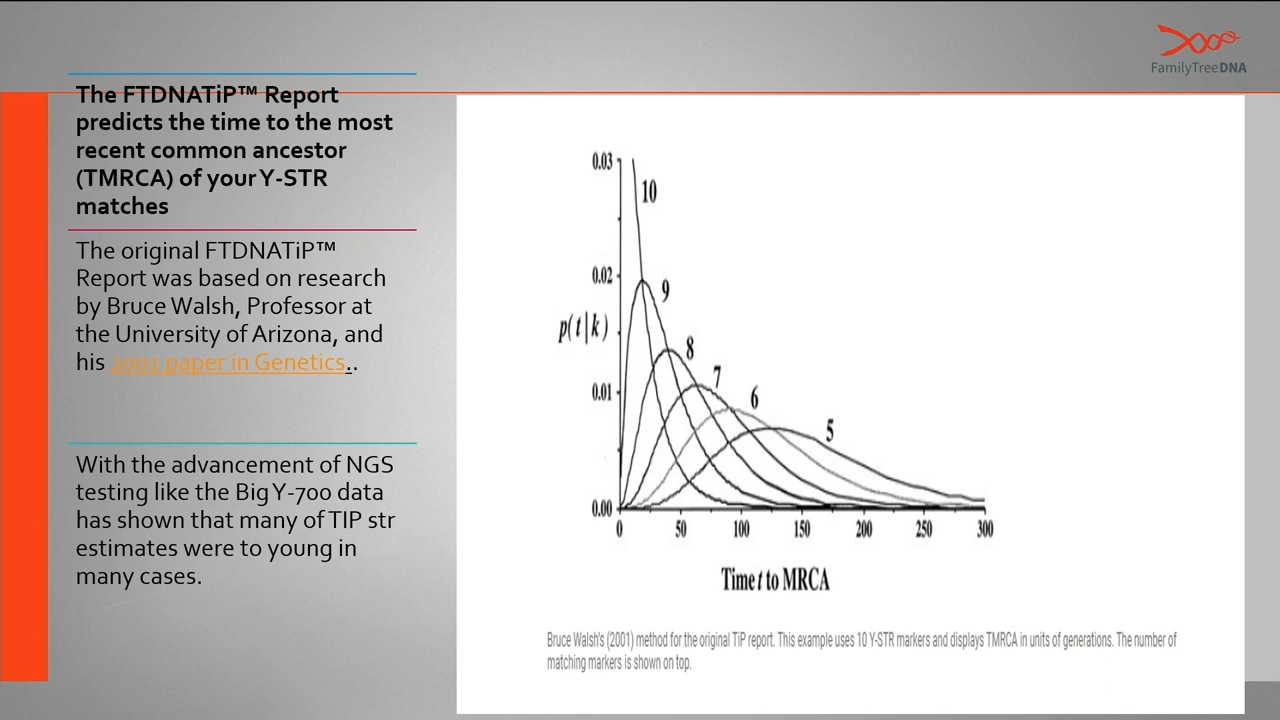 FamilyTreeDNA
The FTDNATiP™ Report
predicts the time to the most
recent common ancestor
(TMRCA) of your Y-STR
matches
The original FTDNATiP™
Report was based on research
by Bruce Walsh, Professor at
the University of Arizona, and
his 2001 paper in Genetics..
With the advancement of NGS
testing like the Big Y-700 data
has shown that many of TIP str
estimates were to young in
many cases.
0.03
10
0.02
9
p(t|k)
8
7
0.01
6
5
0.00
0 50 100 150 200 250 300
Time t to MRCA
Bruce Walsh's (2001) method for the original TiP report. This example uses 10 Y-STR markers and displays TMRCA in units of generations. The number of
matching markers is shown on top.